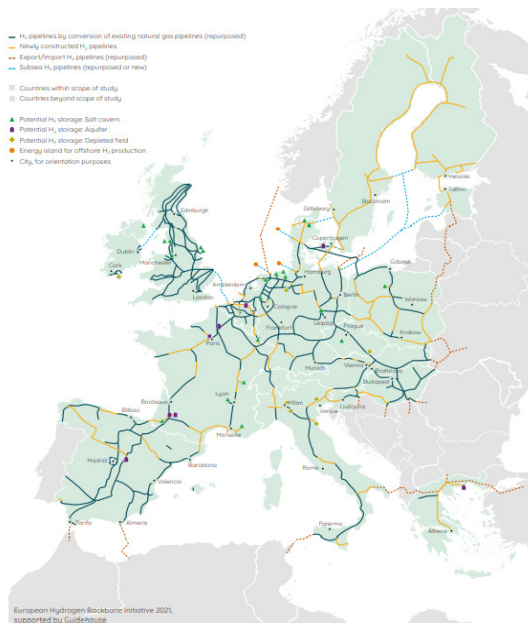 H₂ pipelines by conversion of existing natural gas pipelines (repurposed)
Newly constructed H₂ pipelines
Export/Import H₂ pipelines (repurposed)
Subsea H₂ pipelines (repurposed or new)
Countries within scope of study
Countries beyond scope of study
Potential H₂ storage: Salt cavern
Potential H₂ storage: Aquifer
Potential H₂ storage: Depleted field
Energy island for offshore H₂ production
City, for orientation purposes
Helsinki
Tallinn
Stockholm
Göteborg
Edinburgh
Copenhagen
Dublin
Manchester
Cork
Gdańsk
Hamburg
Amsterdam
London
Berlin
Warsaw
Cologne
Leipzig
Frankfurt
Prague
Krakow
Paris
Munich
Vienna
Bratislava
Budapest
Lyon
Milan
Venice
Ljubljana
Bordeaux
Bilbao
Marseille
Barcelona
Madrid
Rome
Valencia
Tarifa
Almeria
Palermo
Athens
European Hydrogen Backbone initiative 2021,
supported by Guidehouse